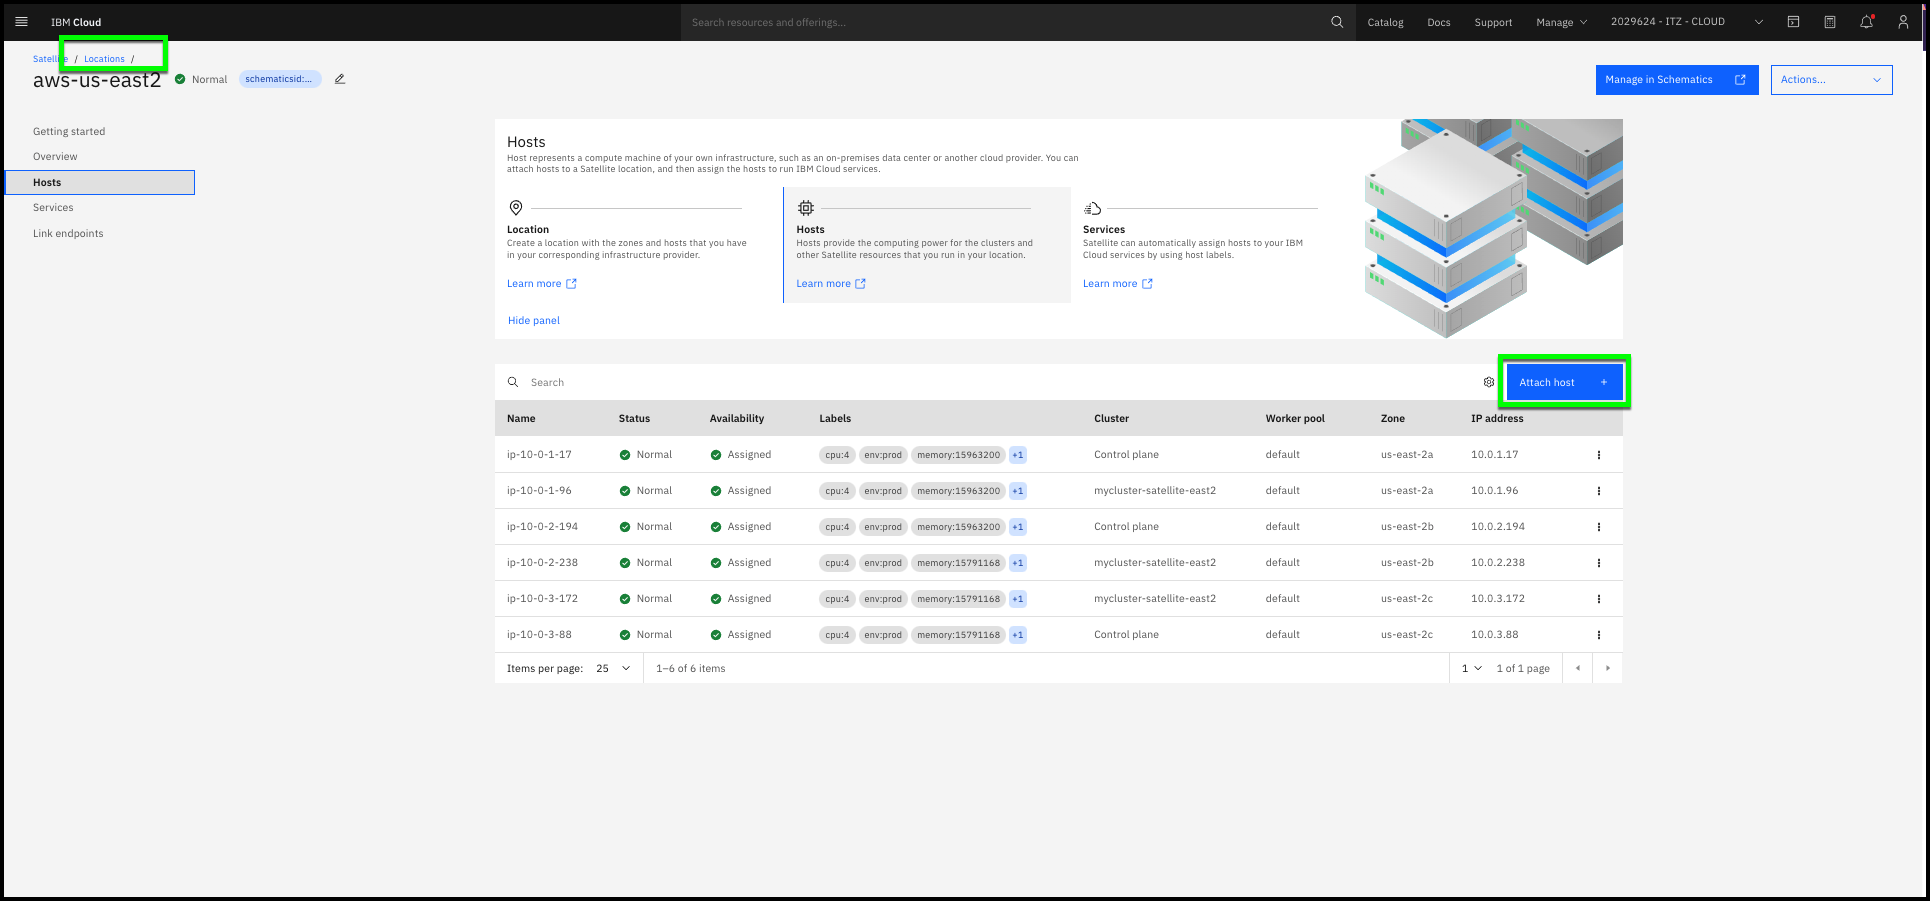 IBM Cloud
Search resources and offerings...
Catalog Docs Support Manage 2029624 - ITZ - CLOUD
Satellite / Locations /
aws-us-east2 Normal schematicsid:...
Manage in Schematics Actions...
Getting started
Overview
Hosts
Services
Link endpoints
Hosts
Host represents a compute machine of your own infrastructure, such as an on-premises data center or another cloud provider. You can
attach hosts to a Satellite location, and then assign the hosts to run IBM Cloud services.
Location
Create a location with the zones and hosts that you have
in your corresponding infrastructure provider.
Learn more
Hosts
Hosts provide the computing power for the clusters and
other Satellite resources that you run in your location.
Learn more
Services
Satellite can automatically assign hosts to your IBM
Cloud services by using host labels.
Learn more
Hide panel
Search
Attach host +
Name Status Availability Labels Cluster Worker pool Zone IP address
ip-10-0-1-17 Normal Assigned cpu:4 env:prod memory:15963200 +1 Control plane default us-east-2a 10.0.1.17
ip-10-0-1-96 Normal Assigned cpu:4 env:prod memory:15963200 +1 mycluster-satellite-east2 default us-east-2a 10.0.1.96
ip-10-0-2-194 Normal Assigned cpu:4 env:prod memory:15963200 +1 Control plane default us-east-2b 10.0.2.194
ip-10-0-2-238 Normal Assigned cpu:4 env:prod memory:15791168 +1 mycluster-satellite-east2 default us-east-2b 10.0.2.238
ip-10-0-3-172 Normal Assigned cpu:4 env:prod memory:15791168 +1 mycluster-satellite-east2 default us-east-2c 10.0.3.172
ip-10-0-3-88 Normal Assigned cpu:4 env:prod memory:15791168 +1 Control plane default us-east-2c 10.0.3.88
Items per page: 25 1–6 of 6 items 1 1 of 1 page